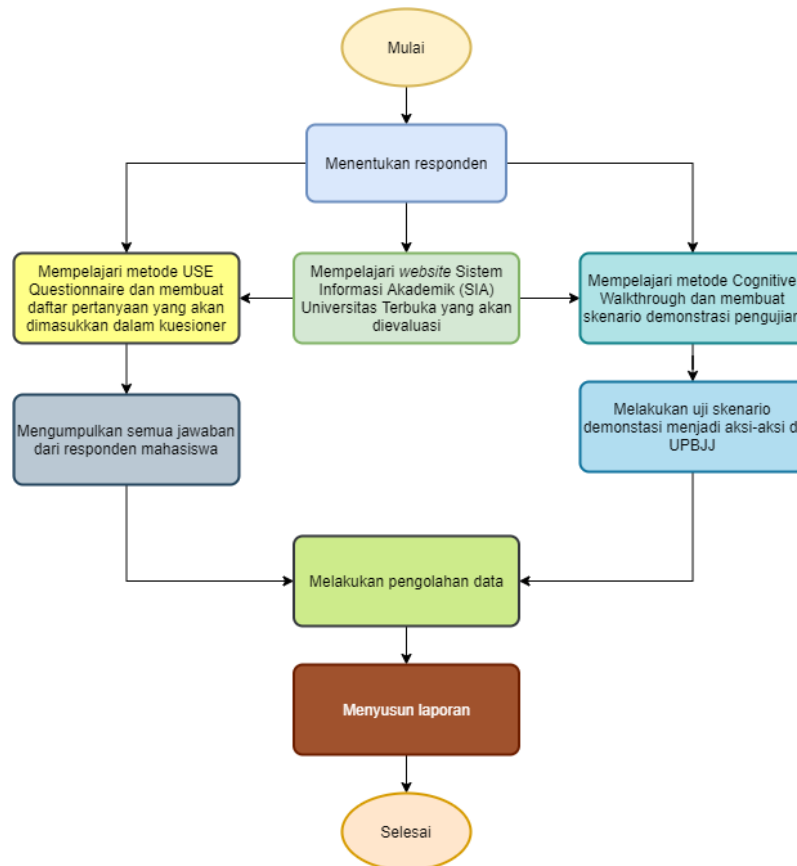 Mulai
Menentukan responden
Mempelajari metode USE
Questionnaire dan membuat
daftar pertanyaan yang akan
dimasukkan dalam kuesioner
Mempelajari website Sistem
Informasi Akademik (SIA)
Universitas Terbuka yang akan
dievaluasi
Mempelajari metode Cognitive
Walkthrough dan membuat
skenario demonstrasi pengujian
Mengumpulkan semua jawaban
dari responden mahasiswa
Melakukan uji skenario
demonstasi menjadi aksi-aksi d
UPBJJ
Melakukan pengolahan data
Menyusun laporan
Selesai